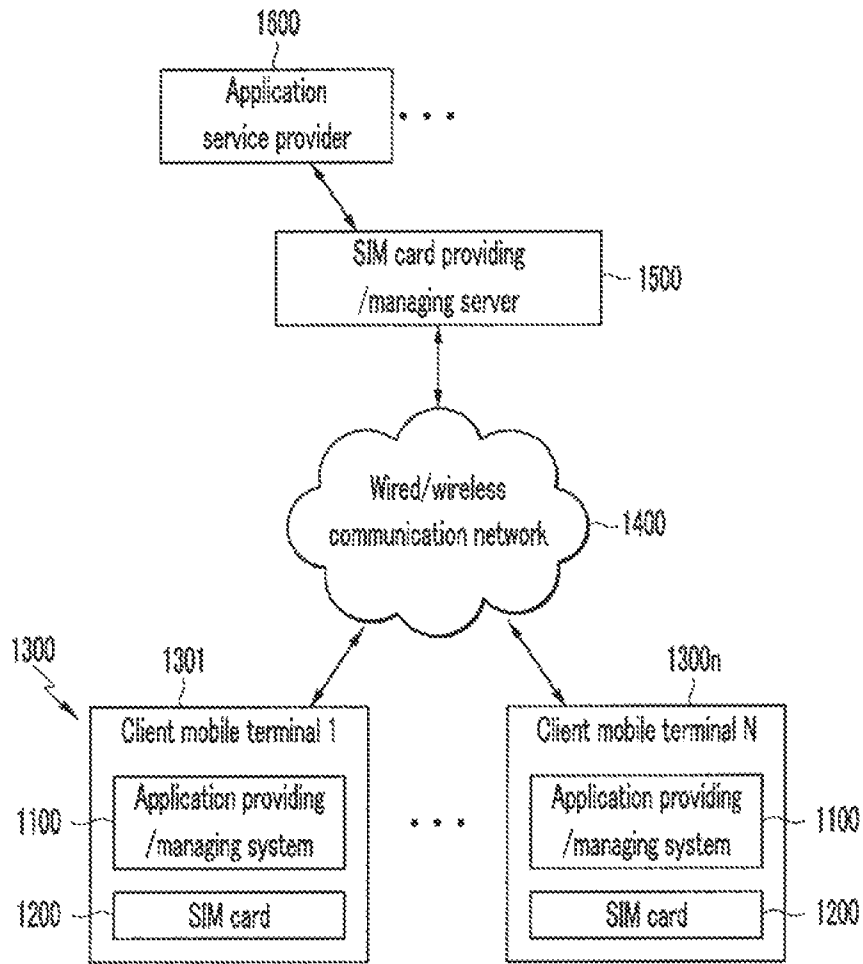 1600
Application
service provider
SIM card providing
/managing server
1500
Wired/wireless
communication network
1400
1300
1301
1300n
Client mobile terminal 1
Client mobile terminal N
1100
Application providing
/managing system
Application providing
/managing system
1100
1200
SIM card
SIM card
1200